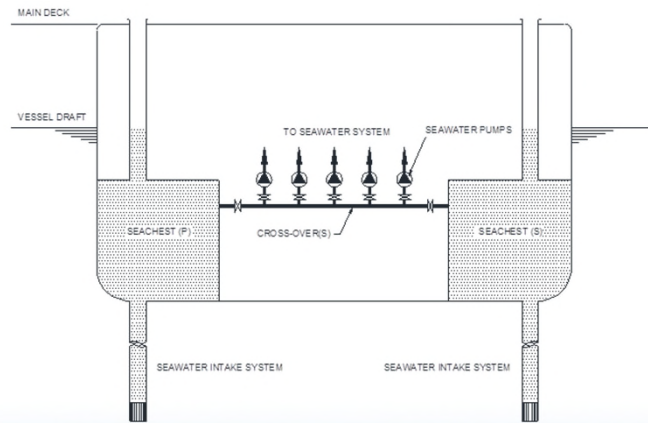 MAIN DECK
VESSEL DRAFT
TO SEAWATER SYSTEM
SEAWATER PUMPS
SEACHEST (P)
CROSS-OVER(S)
SEACHEST (S)
SEAWATER INTAKE SYSTEM
SEAWATER INTAKE SYSTEM